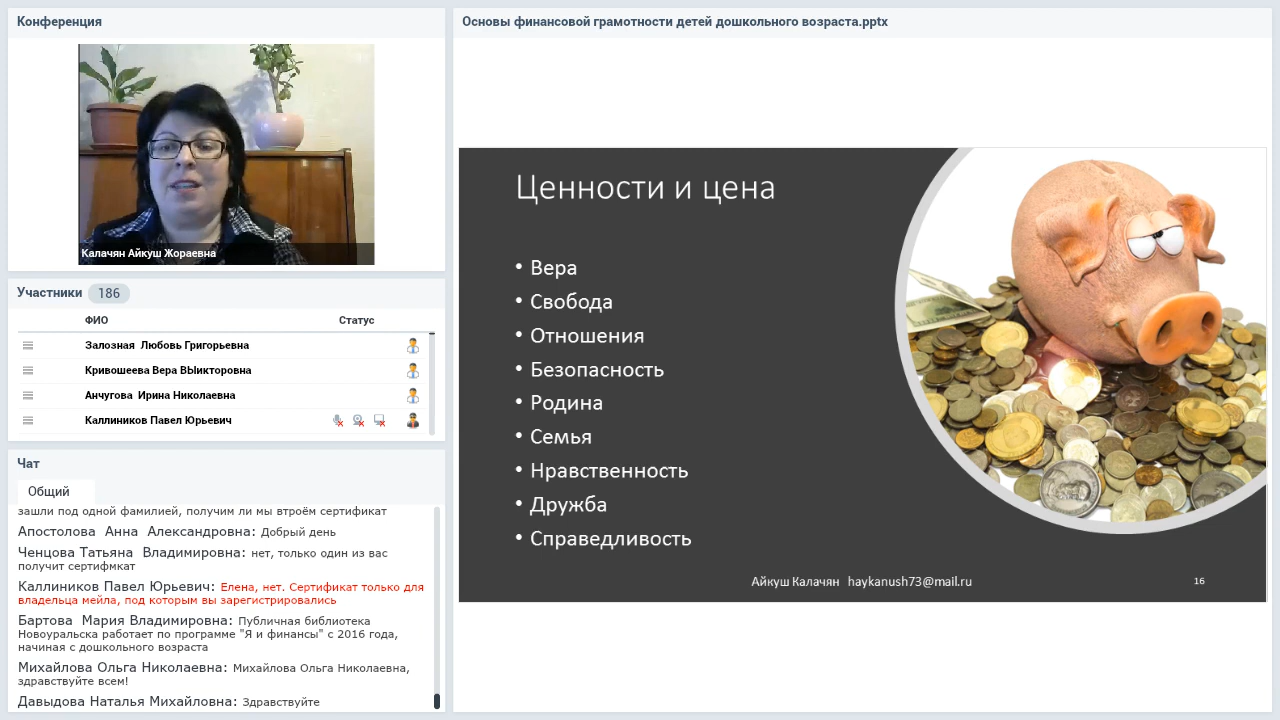 Конференция
Калачян Айкуш Жораевна
Участники 186
ФИО Статус
Залозная Любовь Григорьевна
Кривошеева Вера ВЫикторовна
Анчугова Ирина Николаевна
Каллиников Павел Юрьевич
Чат
Общий
зашли под одной фамилией, получим ли мы втроём сертификат
Апостолова Анна Александровна: Добрый день
Ченцова Татьяна Владимировна: нет, только один из вас
получит сертифмкат
Каллиников Павел Юрьевич: Елена, нет. Сертификат только для
владельца мейла, под которым вы зарегистрировались
Бартова Мария Владимировна: Публичная библиотека
Новоуральска работает по программе "Я и финансы" с 2016 года,
начиная с дошкольного возраста
Михайлова Ольга Николаевна: Михайлова Ольга Николаевна,
здравствуйте всем!
Давыдова Наталья Михайловна: Здравствуйте
Основы финансовой грамотности детей дошкольного возраста.pptx
Ценности и цена
• Вера
• Свобода
• Отношения
• Безопасность
• Родина
• Семья
• Нравственность
• Дружба
• Справедливость
Айкуш Калачян haykanush73@mail.ru
16